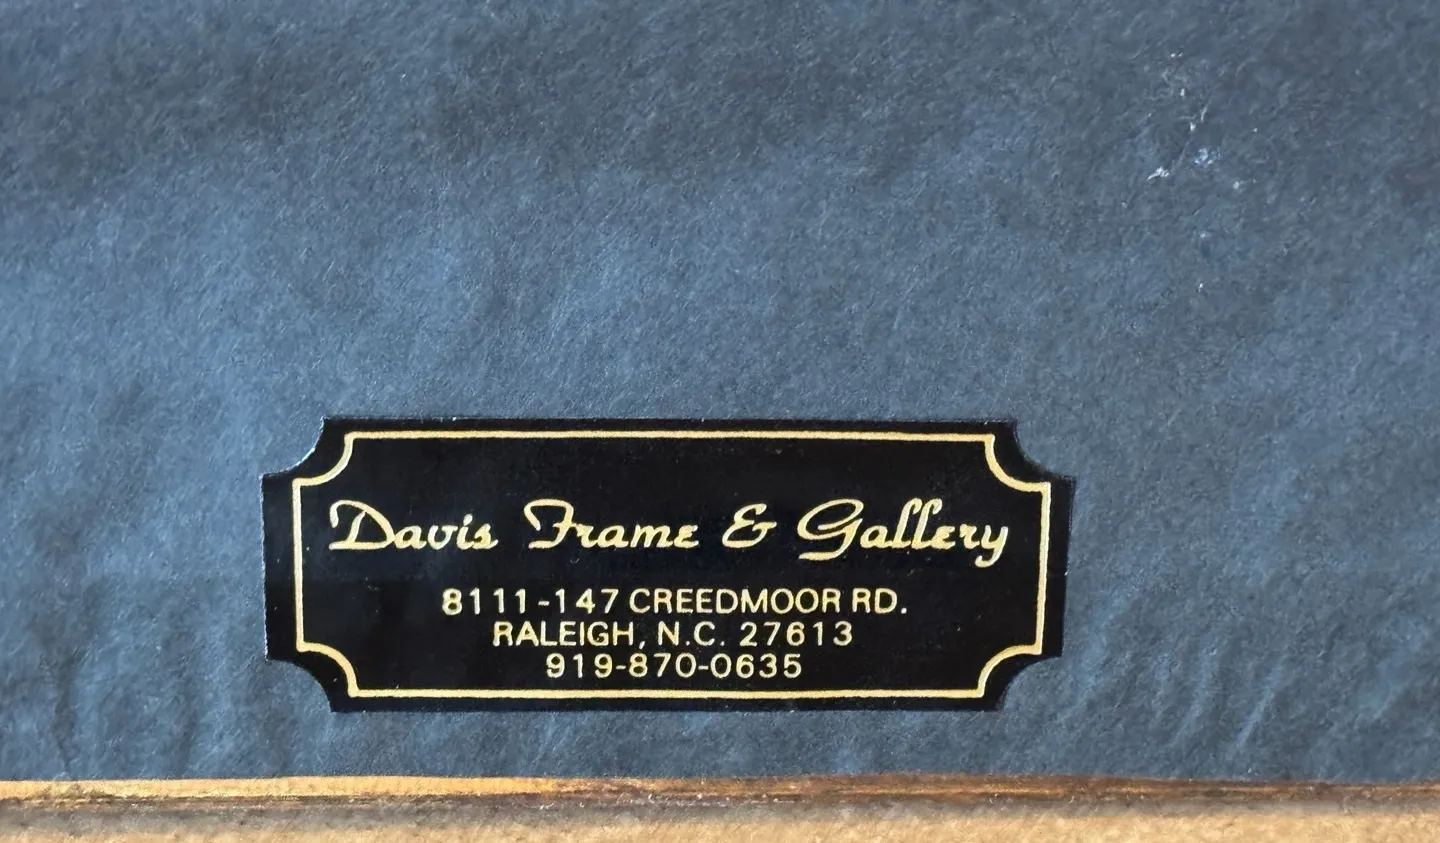 Davis Frame & Gallery
8111-147 CREEDMOOR RD.
RALEIGH, N.C. 27613
919-870-0635